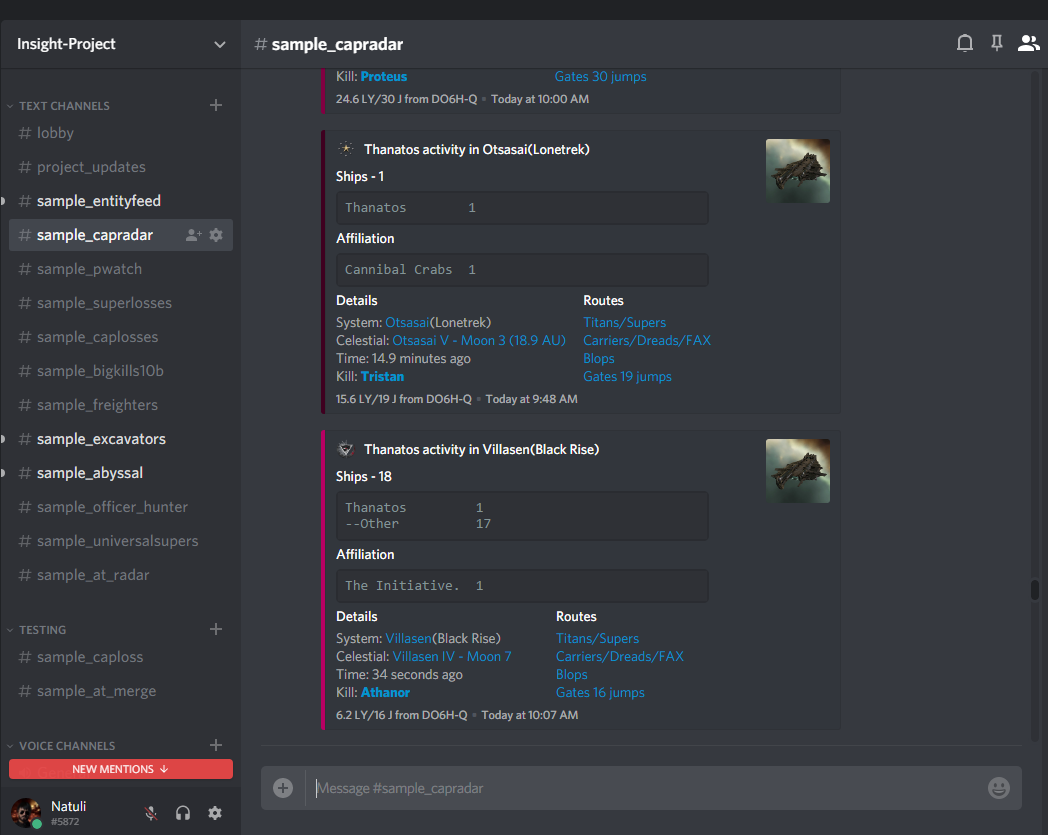 Insight-Project
TEXT CHANNELS
# lobby
# project_updates
# sample_entityfeed
# sample_capradar
# sample_pwatch
# sample_superlosses
# sample_caplosses
# sample_bigkills10b
# sample_freighters
# sample_excavators
# sample_abyssal
# sample_officer_hunter
# sample_universalsupers
# sample_at_radar
TESTING
# sample_caploss
# sample_at_merge
VOICE CHANNELS
NEW MENTIONS ↓
Natuli
#5872
# sample_capradar
Kill: Proteus Gates 30 jumps
24.6 LY/30 J from DO6H-Q • Today at 10:00 AM
Thanatos activity in Otsasai(Lonetrek)
Ships - 1
Thanatos 1
Affiliation
Cannibal Crabs 1
Details Routes
System: Otsasai(Lonetrek) Titans/Supers
Celestial: Otsasai V - Moon 3 (18.9 AU) Carriers/Dreads/FAX
Time: 14.9 minutes ago Blops
Kill: Tristan Gates 19 jumps
15.6 LY/19 J from DO6H-Q • Today at 9:48 AM
Thanatos activity in Villasen(Black Rise)
Ships - 18
Thanatos 1
--Other 17
Affiliation
The Initiative. 1
Details Routes
System: Villasen(Black Rise) Titans/Supers
Celestial: Villasen IV - Moon 7 Carriers/Dreads/FAX
Time: 34 seconds ago Blops
Kill: Athanor Gates 16 jumps
6.2 LY/16 J from DO6H-Q • Today at 10:07 AM
Message #sample_capradar